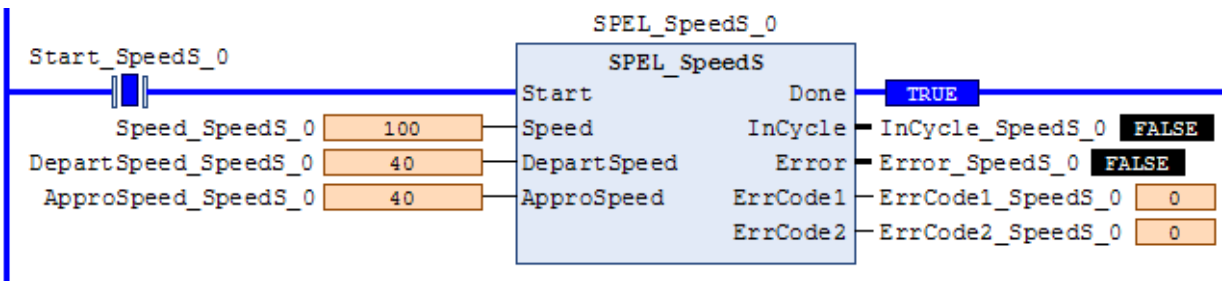 SPEL_SpeedS_0
Start_SpeedS_0
SPEL_SpeedS
Start Done TRUE
Speed_SpeedS_0 100 Speed InCycle InCycle_SpeedS_0 FALSE
DepartSpeed_SpeedS_0 40 DepartSpeed Error Error_SpeedS_0 FALSE
ApproSpeed_SpeedS_0 40 ApproSpeed ErrCode1 ErrCode1_SpeedS_0 0
ErrCode2 ErrCode2_SpeedS_0 0